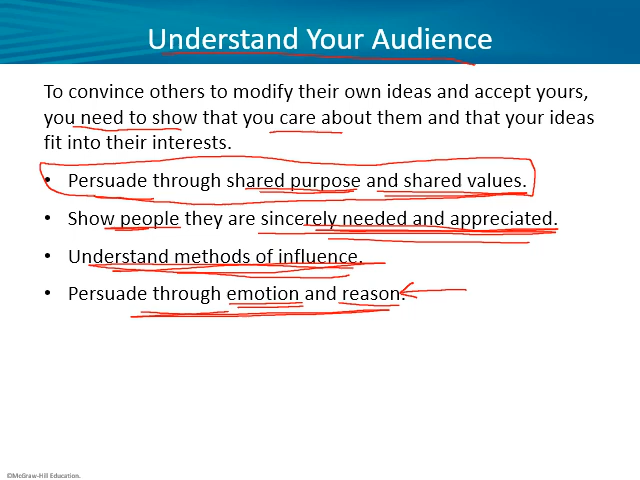 Understand Your Audience
To convince others to modify their own ideas and accept yours,
you need to show that you care about them and that your ideas
fit into their interests.
• Persuade through shared purpose and shared values.
• Show people they are sincerely needed and appreciated.
• Understand methods of influence.
• Persuade through emotion and reason.
©McGraw-Hill Education.